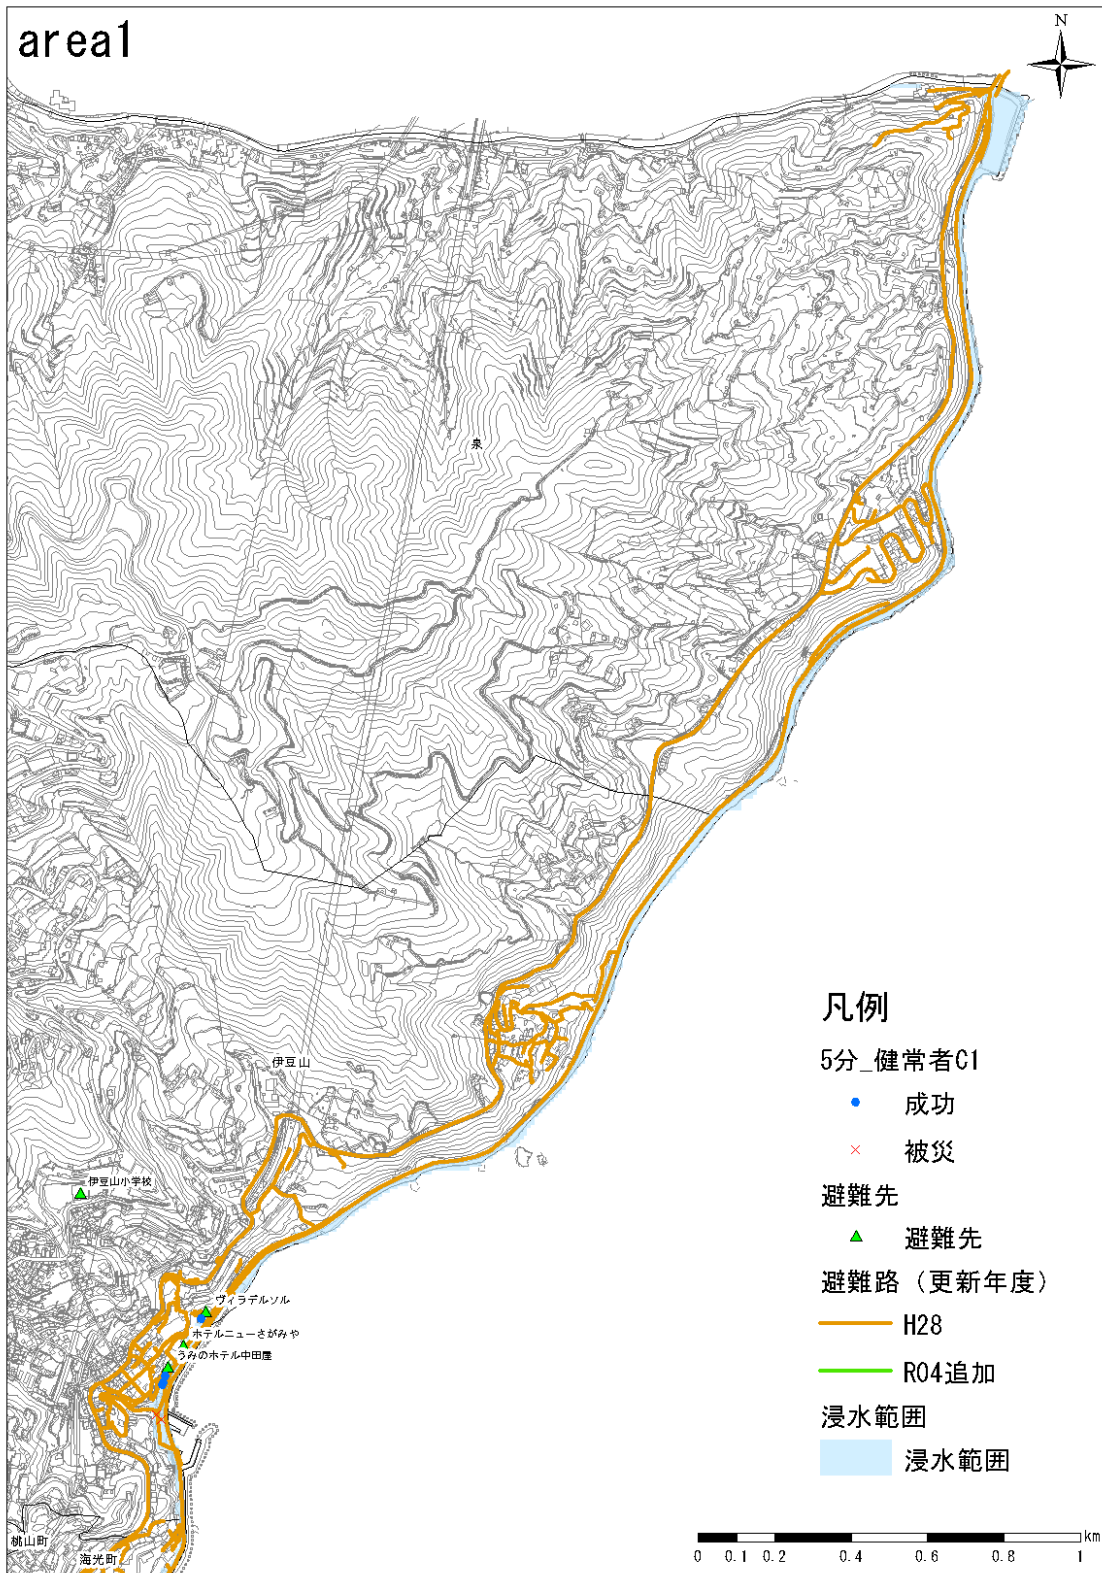 area1
N
泉
伊豆山
伊豆山小学校
ヴィラデルソル
ホテルニューさがみや
うみのホテル中田屋
桃山町
海光町
凡例
5分_健常者C1
成功
被災
避難先
避難先
避難路（更新年度）
H28
R04追加
浸水範囲
浸水範囲
km
0 0.1 0.2 0.4 0.6 0.8 1